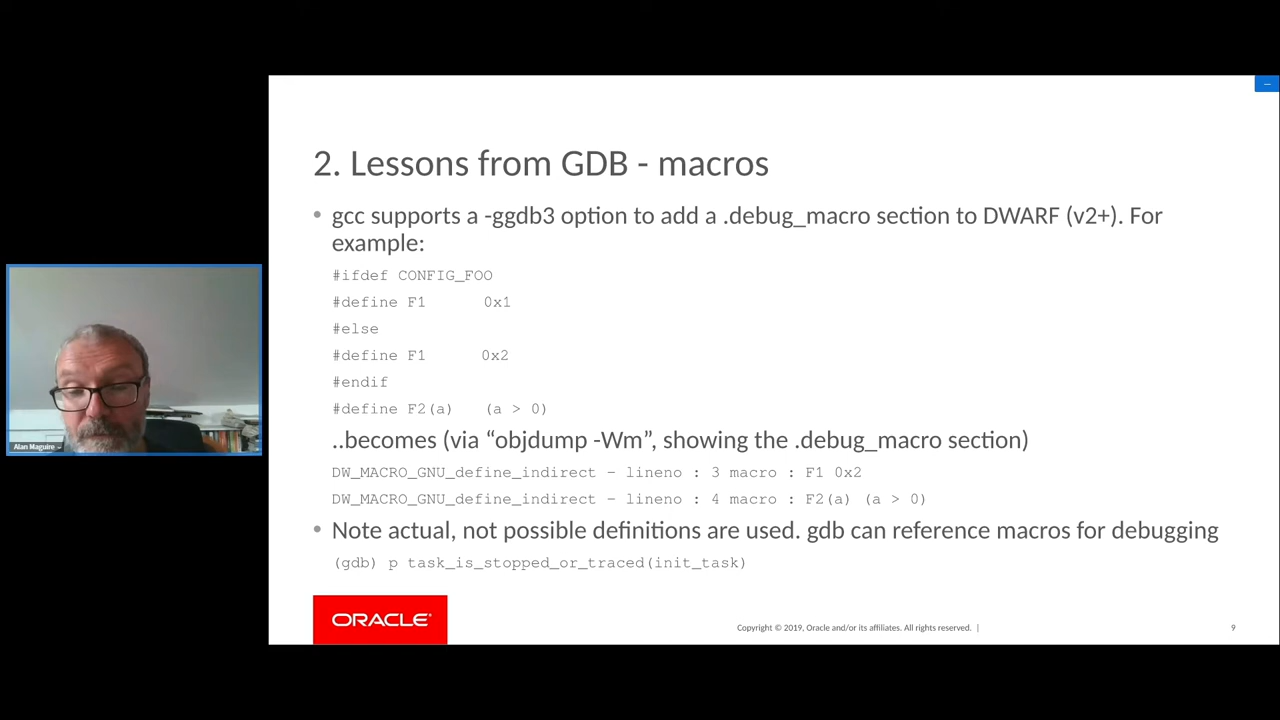 2. Lessons from GDB - macros
• gcc supports a -ggdb3 option to add a .debug_macro section to DWARF (v2+). For
example:
#ifdef CONFIG_FOO
#define F1 0x1
#else
#define F1 0x2
#endif
#define F2(a) (a > 0)
..becomes (via “objdump -Wm”, showing the .debug_macro section)
DW_MACRO_GNU_define_indirect – lineno : 3 macro : F1 0x2
DW_MACRO_GNU_define_indirect – lineno : 4 macro : F2(a) (a > 0)
• Note actual, not possible definitions are used. gdb can reference macros for debugging
(gdb) p task_is_stopped_or_traced(init_task)
Alan Maguire
ORACLE®
Copyright © 2019, Oracle and/or its affiliates. All rights reserved. |
9